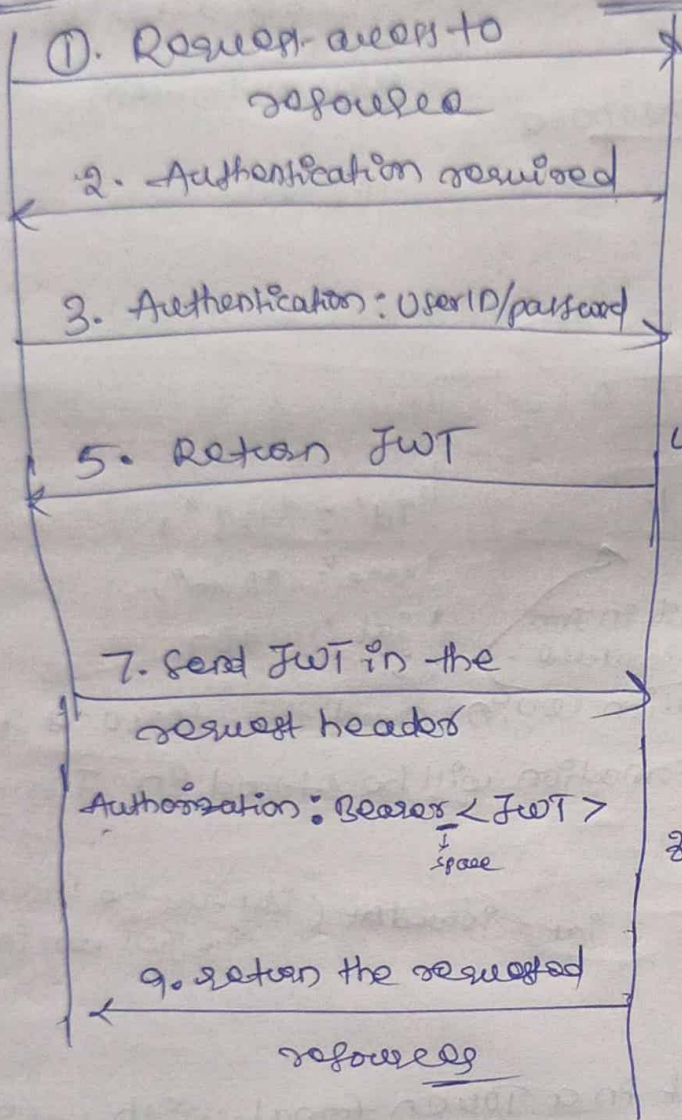 ①. Request access to
resource
2. Authentication required
3. Authentication: UserID/password
5. Return JWT
7. Send JWT in the
request header
Authorization: Bearer <JWT>
space
9. return the requested
resources